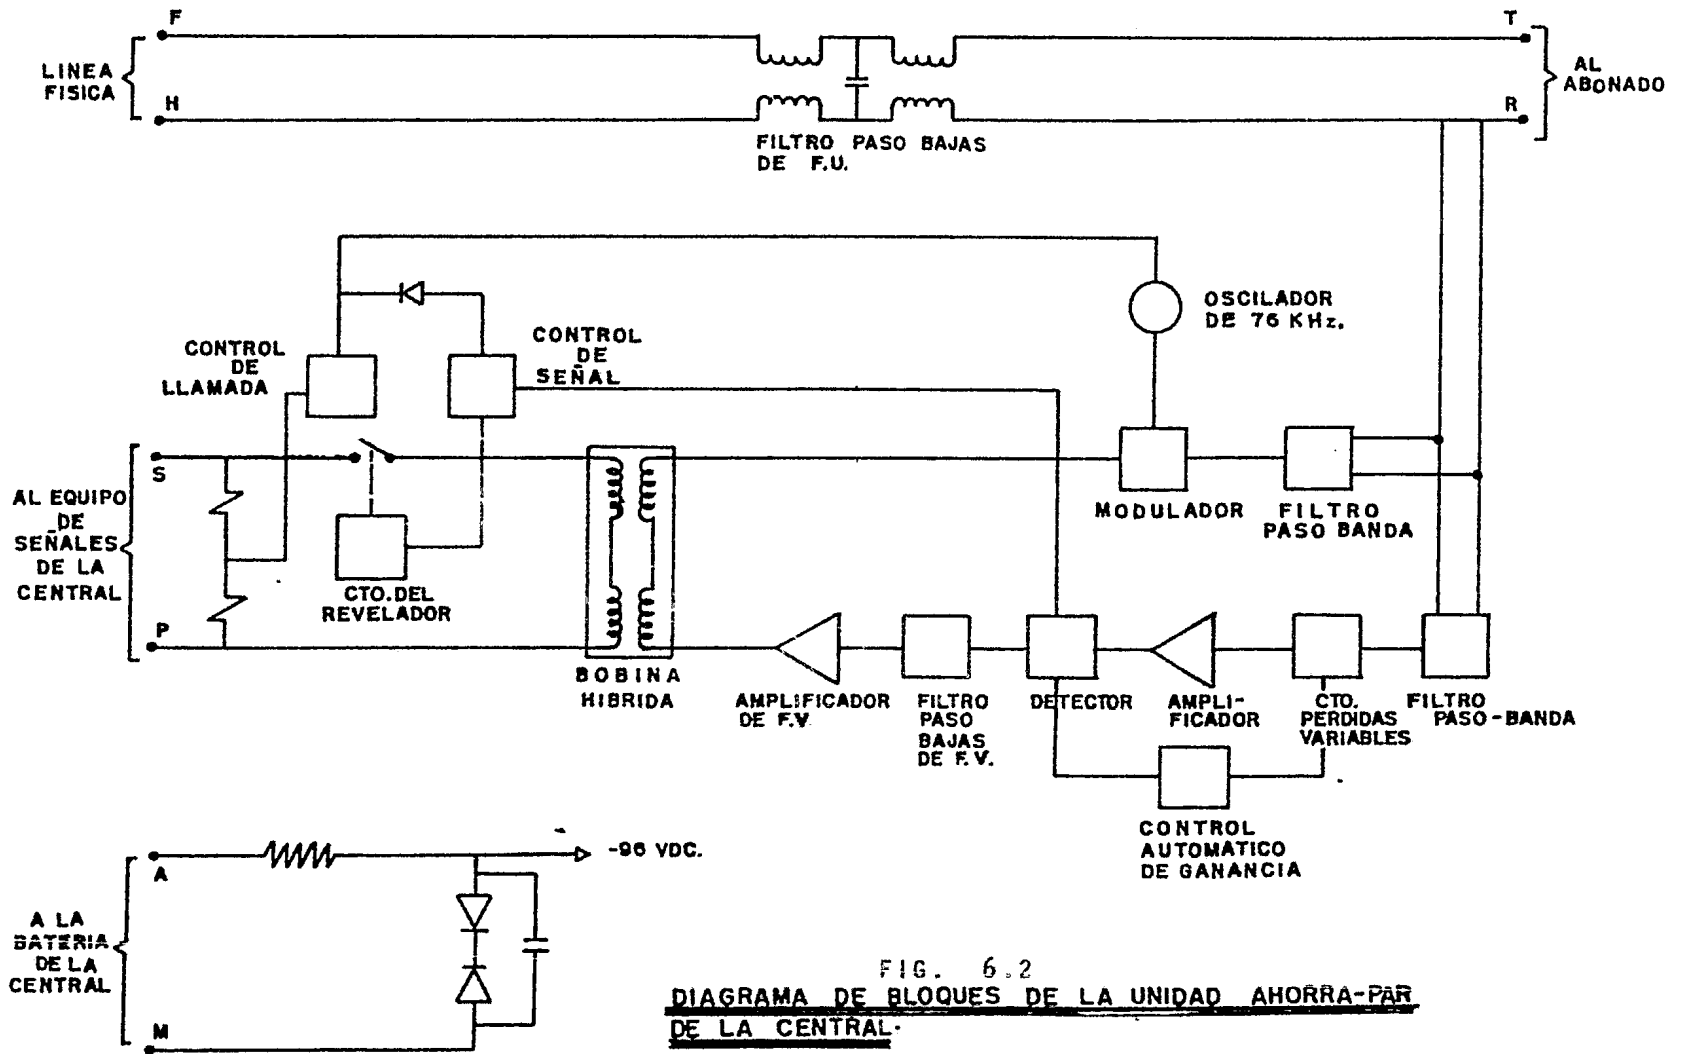 F
T
LINEA
FISICA
AL
ABONADO
H
R
FILTRO PASO BAJAS
DE F.U.
OSCILADOR
DE 76 KHz.
CONTROL
DE
LLAMADA
CONTROL
DE
SEÑAL
S
AL EQUIPO
DE
SEÑALES
DE LA
CENTRAL
MODULADOR
FILTRO
PASO BANDA
CTO. DEL
REVELADOR
P
BOBINA
HIBRIDA
AMPLIFICADOR
DE F.V.
FILTRO
PASO
BAJAS
DE F.V.
DETECTOR
AMPLI-
FICADOR
CTO.
PERDIDAS
VARIABLES
FILTRO
PASO-BANDA
CONTROL
AUTOMATICO
DE GANANCIA
-96 VDC.
A
A LA
BATERIA
DE LA
CENTRAL
M
FIG. 6.2
DIAGRAMA DE BLOQUES DE LA UNIDAD AHORRA-PAR
DE LA CENTRAL.